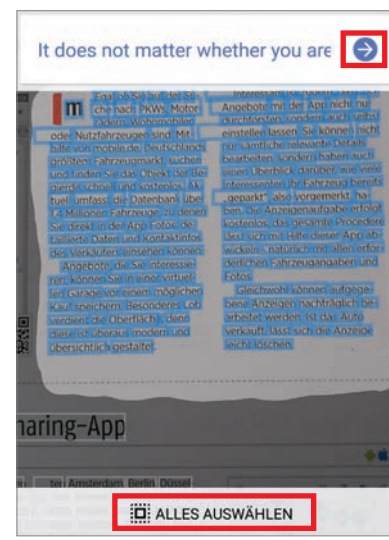 It does not matter whether you are
Egal, ob Sie auf der Su-
che nach PKWs, Motor-
rädern, Wohnmobilen
oder Nutzfahrzeugen sind: Mit-
hilfe von mobile.de, Deutschlands
größtem Fahrzeugmarkt, suchen
und finden Sie das Objekt der Be-
gierde schnell und kostenlos. Ak-
tuell umfasst die Datenbank über
1,4 Millionen Fahrzeuge, zu denen
Sie direkt in der App Fotos, de-
taillierte Daten und Kontaktinfos
des Verkäufers einsehen können.
Angebote, die Sie interessie-
ren, können Sie in einer virtuel-
len Garage vor einem möglichen
Kauf speichern. Besonderes Lob
verdient die Oberfläche, denn
diese ist überaus modern und
übersichtlich gestaltet.
Interessant ist
Angebote mit der App nicht nur
durchforsten, sondern auch selbst
einstellen lassen. Sie können nicht
nur sämtliche relevante Details
bearbeiten, sondern haben auch
einen Überblick darüber, wie viele
Interessenten Ihr Fahrzeug bereits
„geparkt“ also vorgemerkt ha-
ben. Die Anzeigenaufgabe erfolgt
kostenlos, das gesamte Procedere
lässt sich mit Hilfe dieser App ab-
wickeln - natürlich mit allen erfor-
derlichen Fahrzeugangaben und
Fotos.
Gleichwohl können aufgege-
bene Anzeigen nachträglich be-
arbeitet werden. Ist das Auto
verkauft, lässt sich die Anzeige
leicht löschen.
haring-App
ten Amsterdam, Berlin, Düssel-
ALLES AUSWÄHLEN